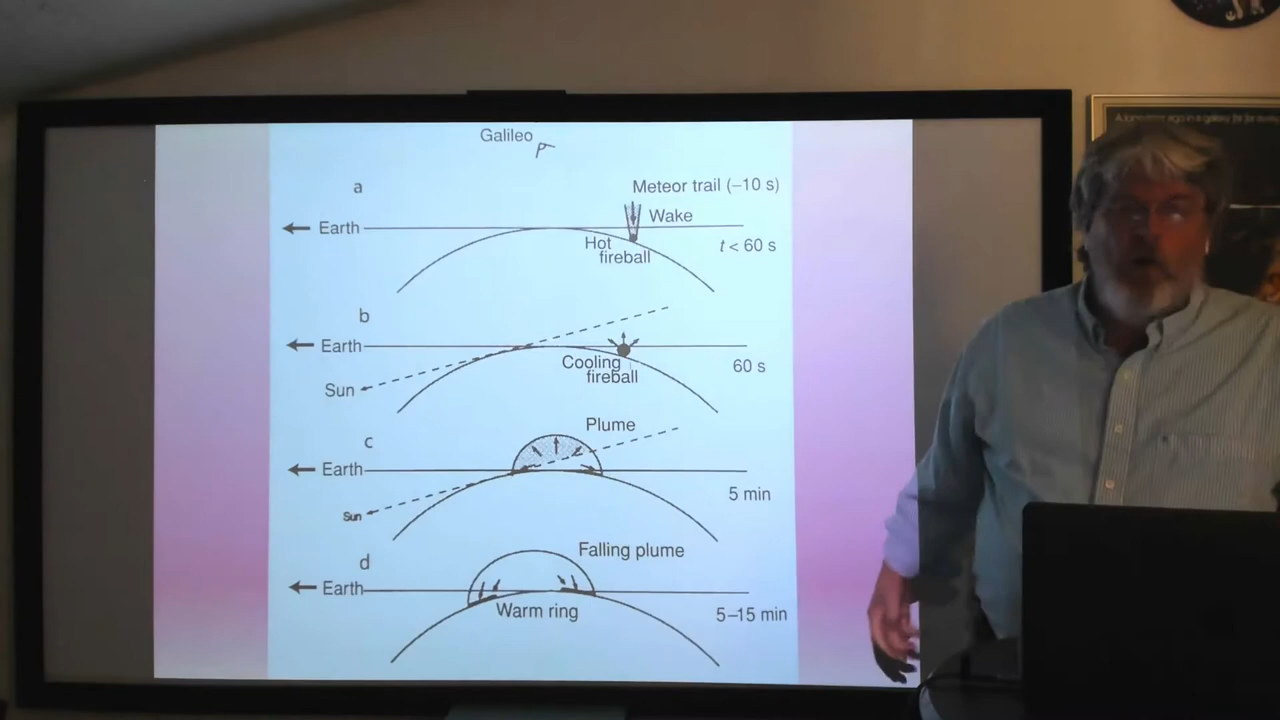 Galileo
a
Meteor trail (−10 s)
Wake
Earth
Hot
fireball
t < 60 s
b
Earth
Cooling
fireball
60 s
Sun
c
Plume
Earth
5 min
Sun
d
Falling plume
Earth
Warm ring
5–15 min